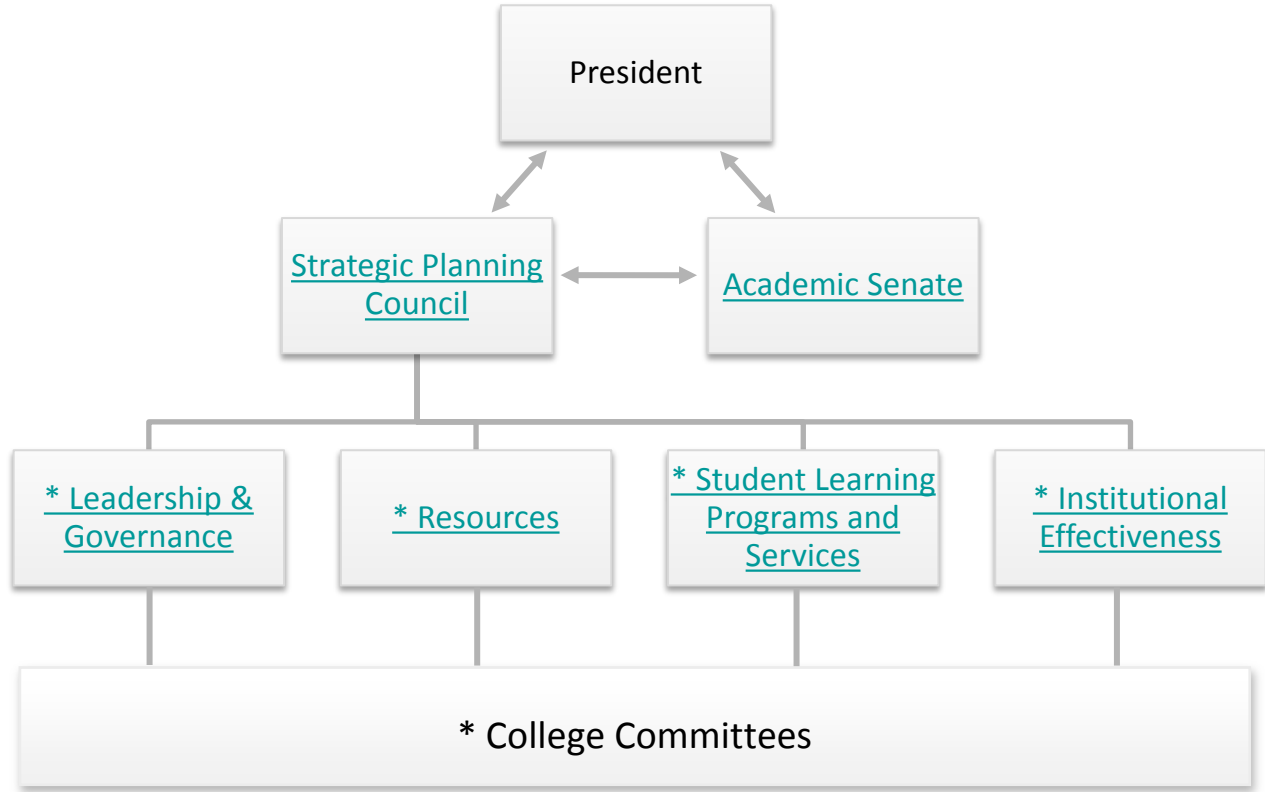 President
Strategic Planning
Council
Academic Senate
* Leadership &
Governance
* Resources
* Student Learning
Programs and
Services
* Institutional
Effectiveness
* College Committees